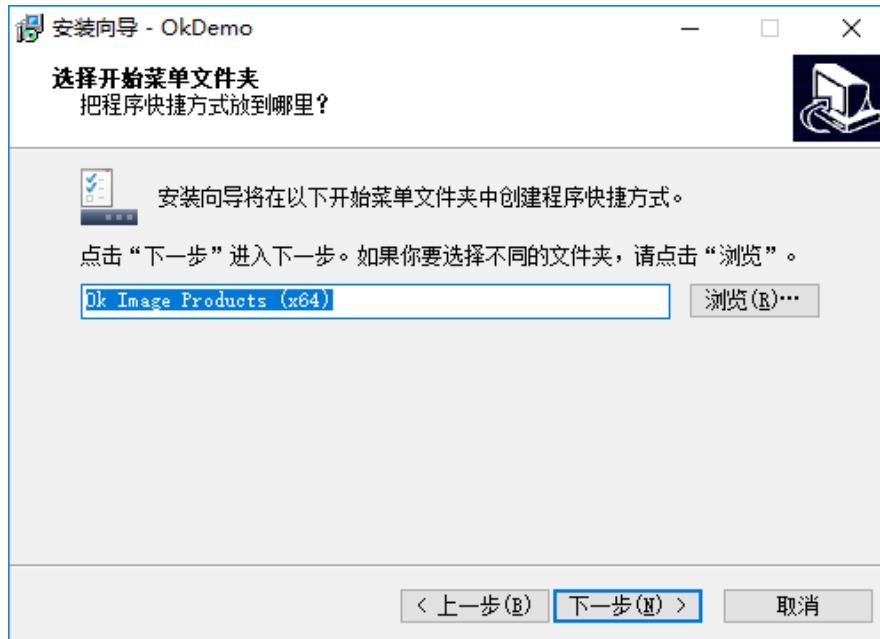 安装向导 - OkDemo
选择开始菜单文件夹
把程序快捷方式放到哪里？
安装向导将在以下开始菜单文件夹中创建程序快捷方式。
点击“下一步”进入下一步。如果你要选择不同的文件夹，请点击“浏览”。
Ok Image Products (x64)
浏览(R)...
< 上一步(B)
下一步(N) >
取消